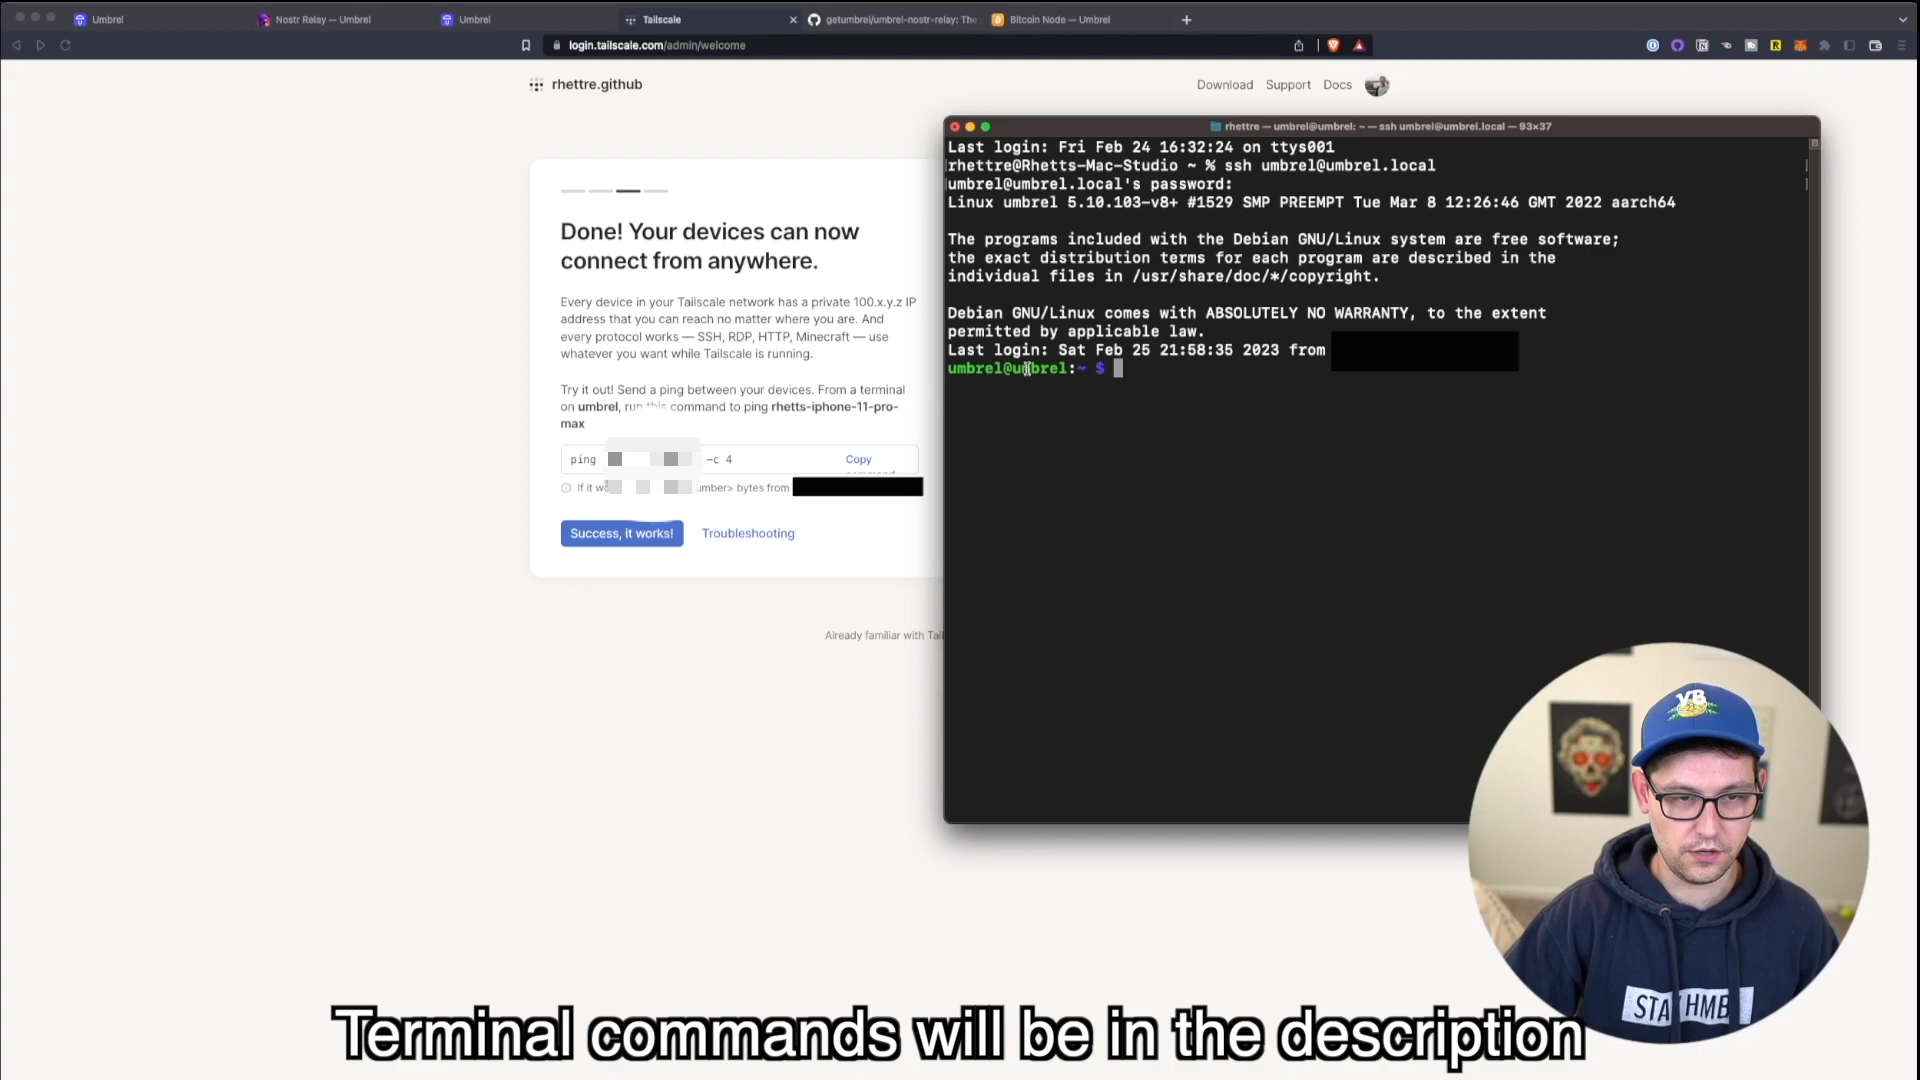 Umbrel
Nostr Relay — Umbrel
Umbrel
Tailscale
getumbrel/umbrel-nostr-relay: The
Bitcoin Node — Umbrel
login.tailscale.com/admin/welcome
rhettre.github
Download Support Docs
Done! Your devices can now
connect from anywhere.
Every device in your Tailscale network has a private 100.x.y.z IP
address that you can reach no matter where you are. And
every protocol works — SSH, RDP, HTTP, Minecraft — use
whatever you want while Tailscale is running.
Try it out! Send a ping between your devices. From a terminal
on umbrel, run this command to ping rhetts-iphone-11-pro-
max
ping -c 4 Copy
If it bytes from
Success, it works! Troubleshooting
Already familiar with
rhettre — umbrel@umbrel: ~ — ssh umbrel@umbrel.local — 93×37
Last login: Fri Feb 24 16:32:24 on ttys001
rhettre@Rhetts-Mac-Studio ~ % ssh umbrel@umbrel.local
umbrel@umbrel.local's password:
Linux umbrel 5.10.103-v8+ #1529 SMP PREEMPT Tue Mar 8 12:26:46 GMT 2022 aarch64
The programs included with the Debian GNU/Linux system are free software;
the exact distribution terms for each program are described in the
individual files in /usr/share/doc/*/copyright.
Debian GNU/Linux comes with ABSOLUTELY NO WARRANTY, to the extent
permitted by applicable law.
Last login: Sat Feb 25 21:58:35 2023 from
umbrel@umbrel:~ $
YB
STAY HMB
Terminal commands will be in the description